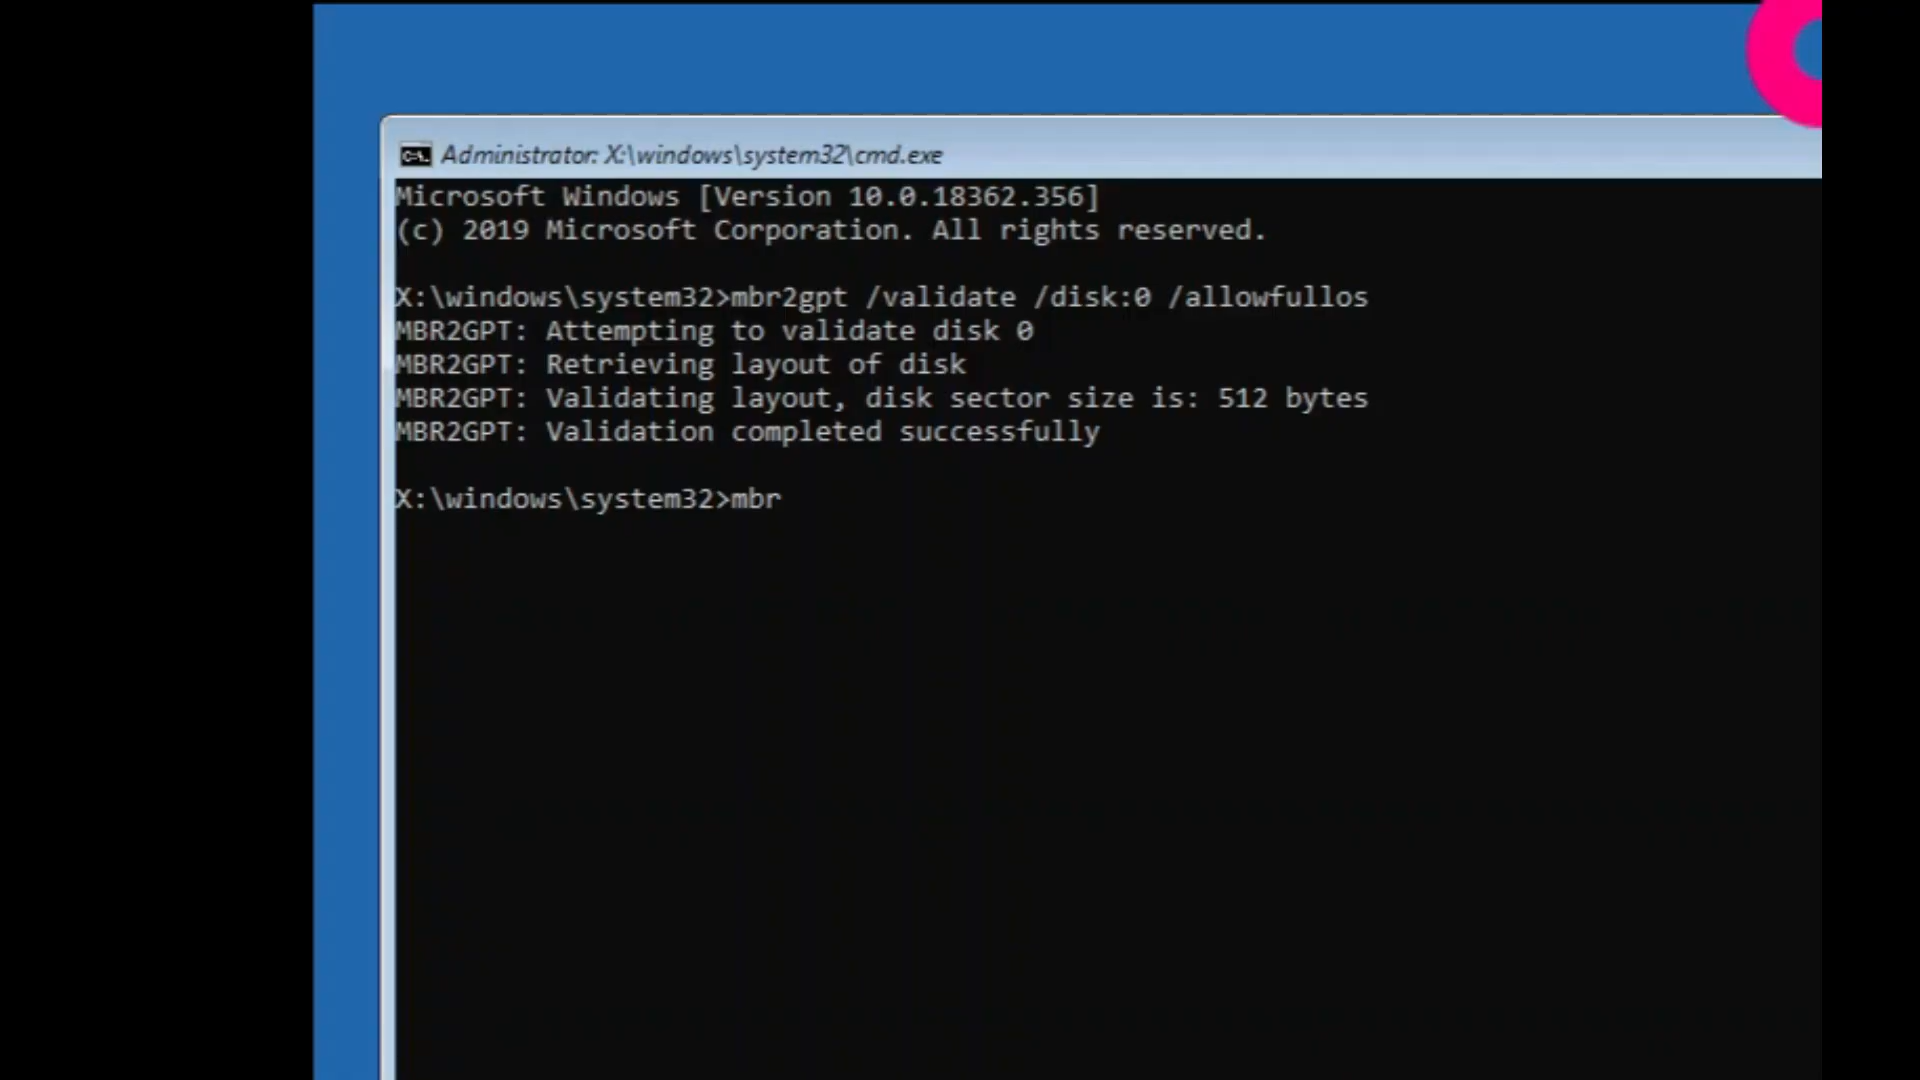 Administrator: X:\windows\system32\cmd.exe
Microsoft Windows [Version 10.0.18362.356]
(c) 2019 Microsoft Corporation. All rights reserved.
X:\windows\system32>mbr2gpt /validate /disk:0 /allowfullos
MBR2GPT: Attempting to validate disk 0
MBR2GPT: Retrieving layout of disk
MBR2GPT: Validating layout, disk sector size is: 512 bytes
MBR2GPT: Validation completed successfully
X:\windows\system32>mbr